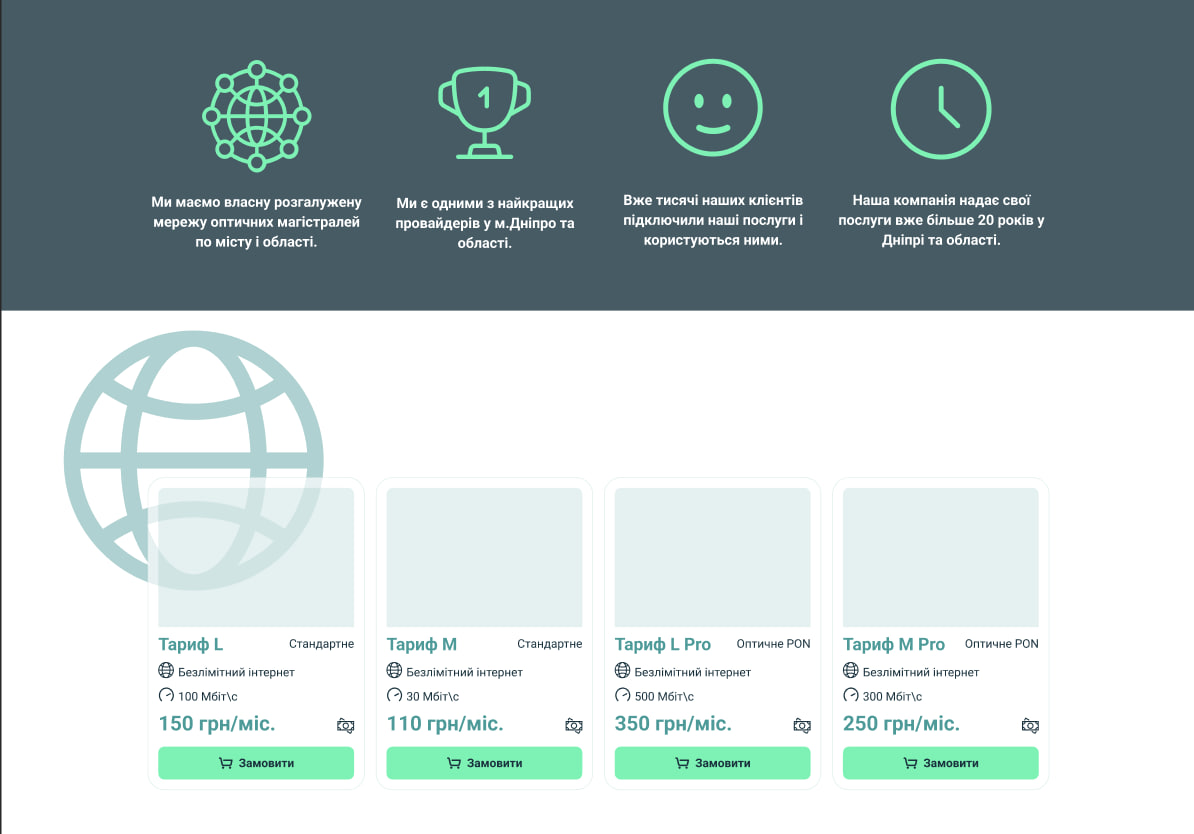 1
Ми маємо власну розгалужену
мережу оптичних магістралей
по місту і області.
Ми є одними з найкращих
провайдерів у м.Дніпро та
області.
Вже тисячі наших клієнтів
підключили наші послуги і
користуються ними.
Наша компанія надає свої
послуги вже більше 20 років у
Дніпрі та області.
Тариф L
Стандартне
Безлімітний інтернет
100 Мбіт\с
150 грн/міс.
Замовити
Тариф M
Стандартне
Безлімітний інтернет
30 Мбіт\с
110 грн/міс.
Замовити
Тариф L Pro
Оптичне PON
Безлімітний інтернет
500 Мбіт\с
350 грн/міс.
Замовити
Тариф M Pro
Оптичне PON
Безлімітний інтернет
300 Мбіт\с
250 грн/міс.
Замовити